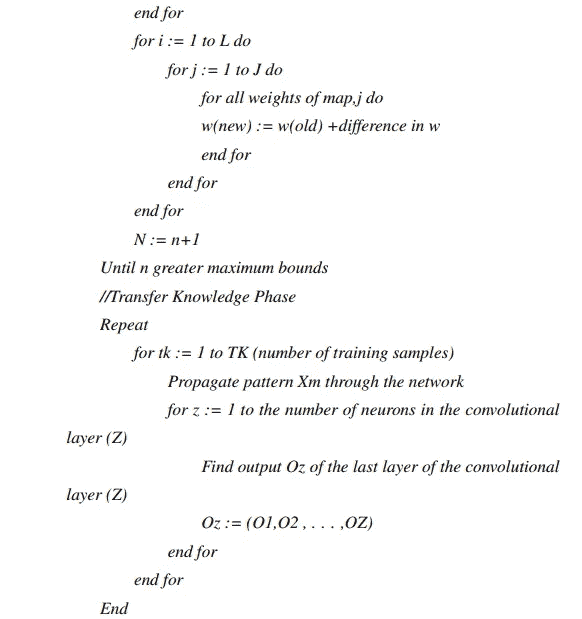 end for
for i := 1 to L do
for j := 1 to J do
for all weights of map,j do
w(new) := w(old) +difference in w
end for
end for
end for
N := n+1
Until n greater maximum bounds
//Transfer Knowledge Phase
Repeat
for tk := 1 to TK (number of training samples)
Propagate pattern Xm through the network
for z := 1 to the number of neurons in the convolutional
layer (Z)
Find output Oz of the last layer of the convolutional
layer (Z)
Oz := (O1,O2 , . . . ,OZ)
end for
end for
End